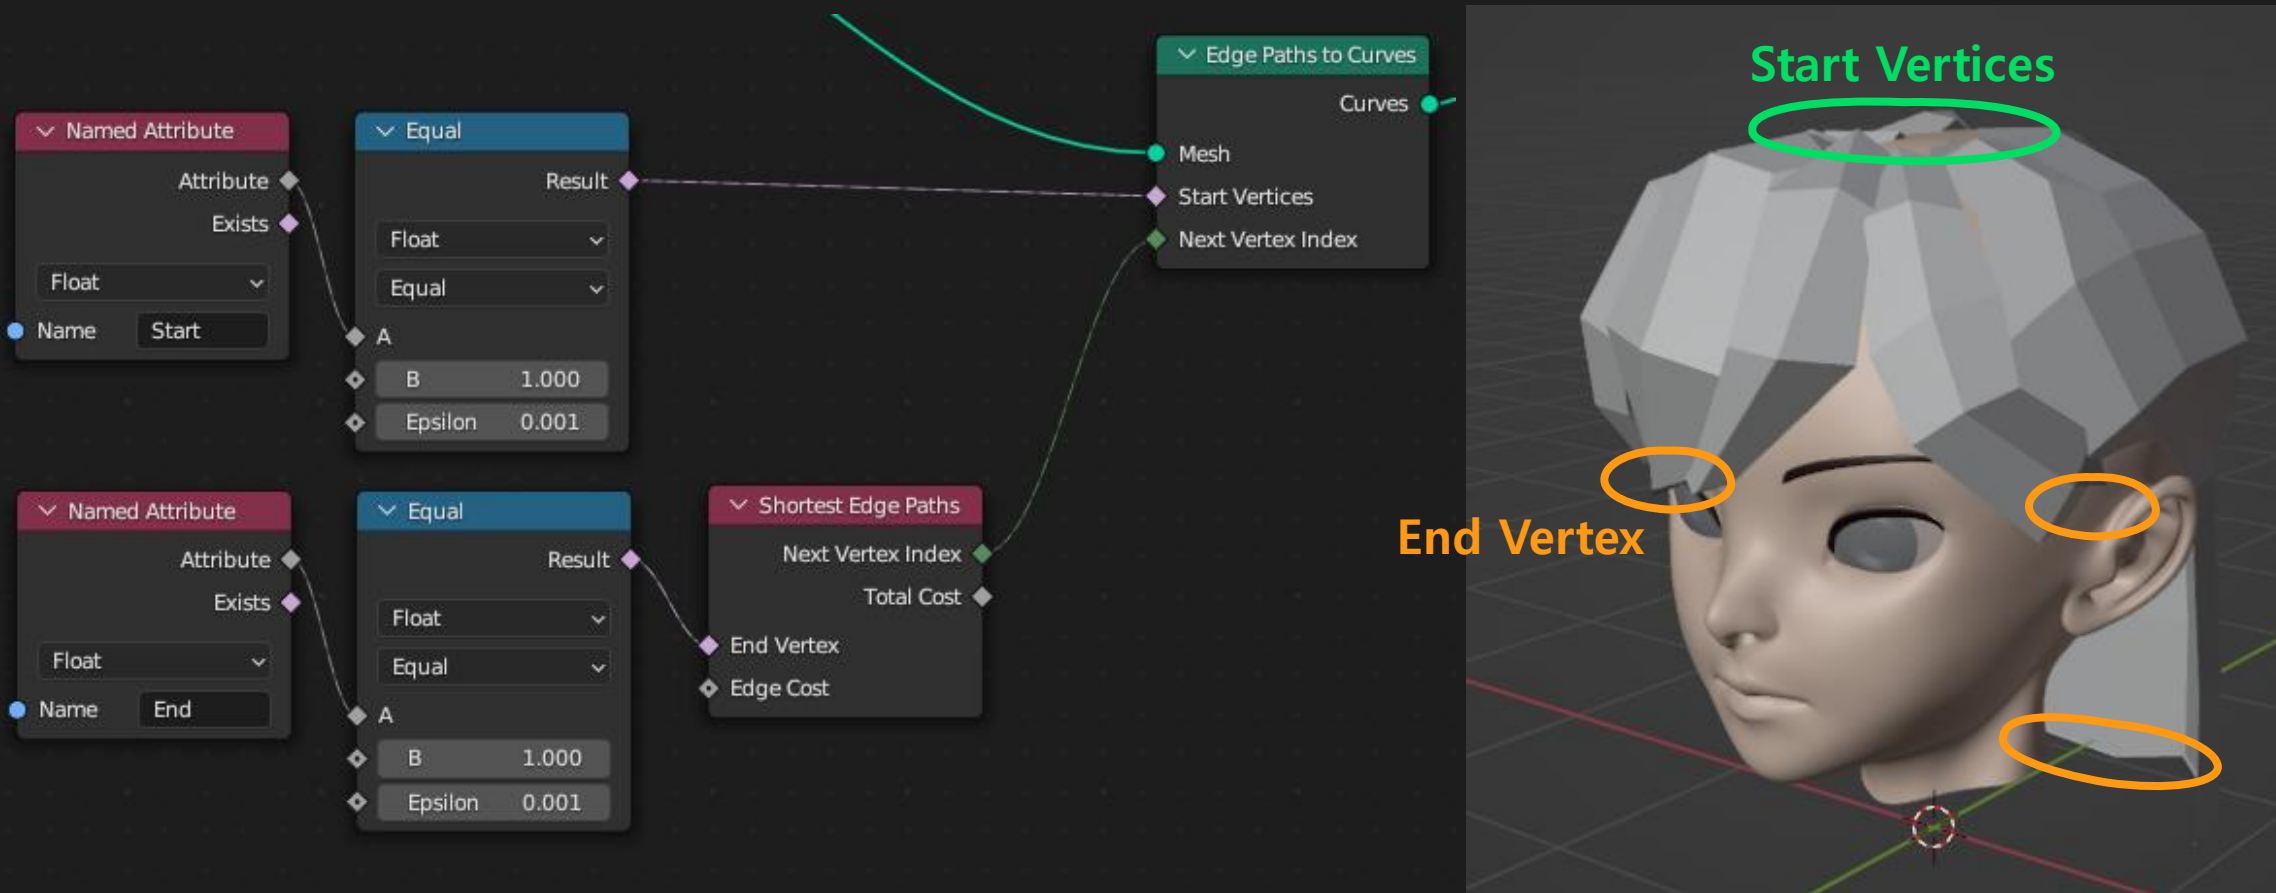 Named Attribute
Attribute
Exists
Float
Name Start
Equal
Result
Float
Equal
A
B 1.000
Epsilon 0.001
Named Attribute
Attribute
Exists
Float
Name End
Equal
Result
Float
Equal
A
B 1.000
Epsilon 0.001
Shortest Edge Paths
Next Vertex Index
Total Cost
End Vertex
Edge Cost
Edge Paths to Curves
Curves
Mesh
Start Vertices
Next Vertex Index
Start Vertices
End Vertex